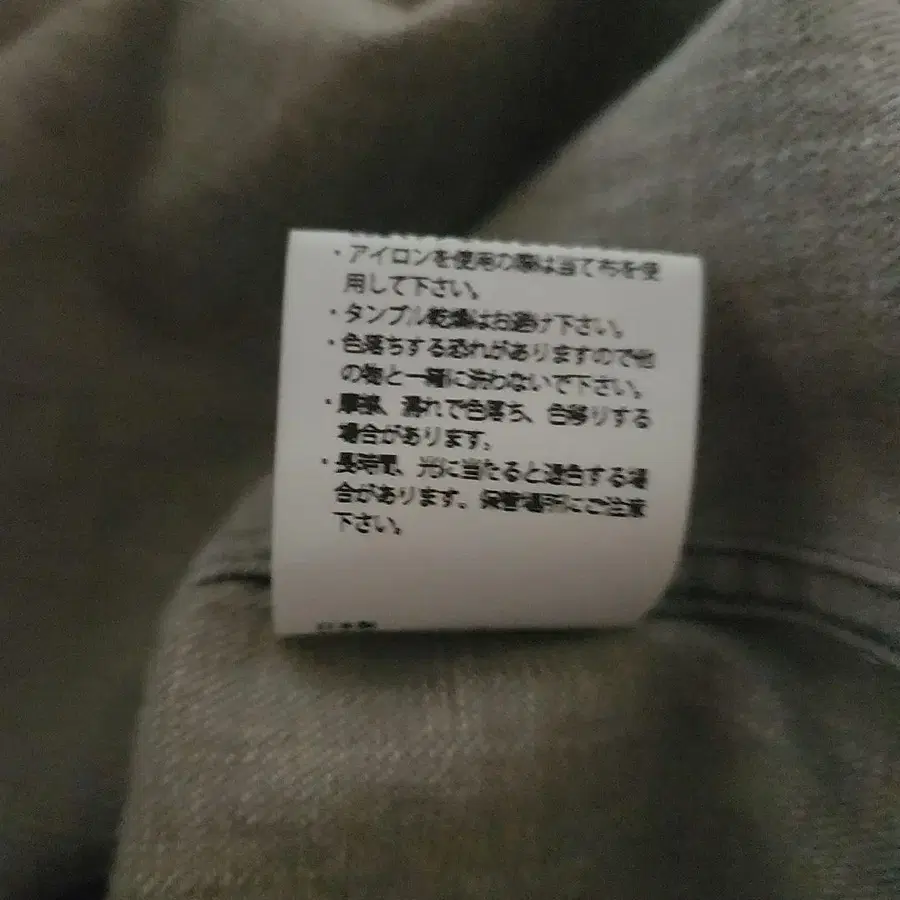 ・アイロンを使用の際は当て布を使
用して下さい。
・タンブル乾燥はお避け下さい。
・色落ちする恐れがありますので他
の物と一緒に洗わないで下さい。
・摩擦、濡れで色落ち、色移りする
場合があります。
・長時間、光に当たると退色する場
合があります。保管場所にご注意
下さい。